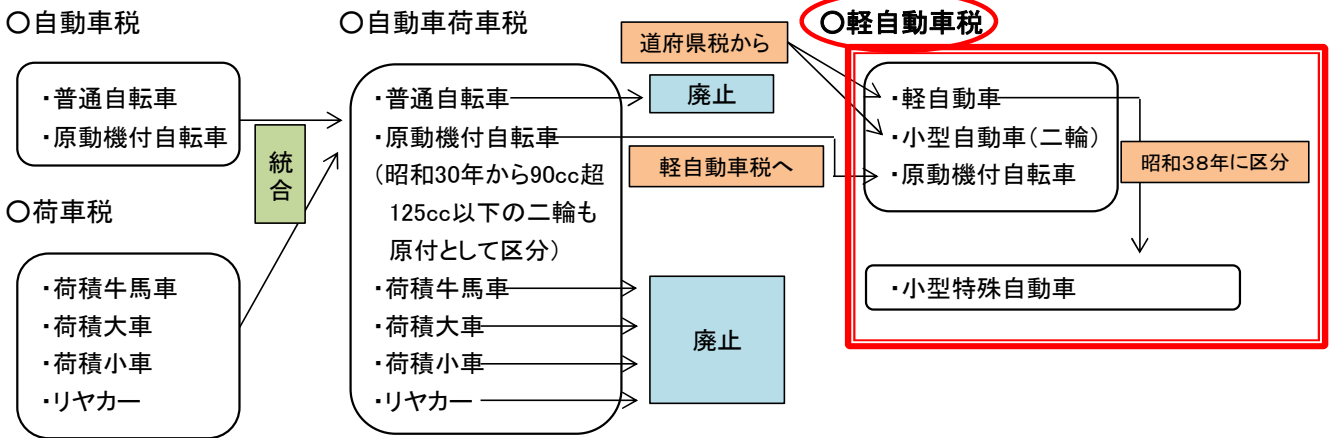 〇自動車税
・普通自転車
・原動機付自転車
〇荷車税
・荷積牛馬車
・荷積大車
・荷積小車
・リヤカー
統合
〇自動車荷車税
・普通自転車
・原動機付自転車
(昭和30年から90cc超
125cc以下の二輪も
原付として区分)
・荷積牛馬車
・荷積大車
・荷積小車
・リヤカー
道府県税から
廃止
軽自動車税へ
廃止
〇軽自動車税
・軽自動車
・小型自動車(二輪)
・原動機付自転車
昭和38年に区分
・小型特殊自動車